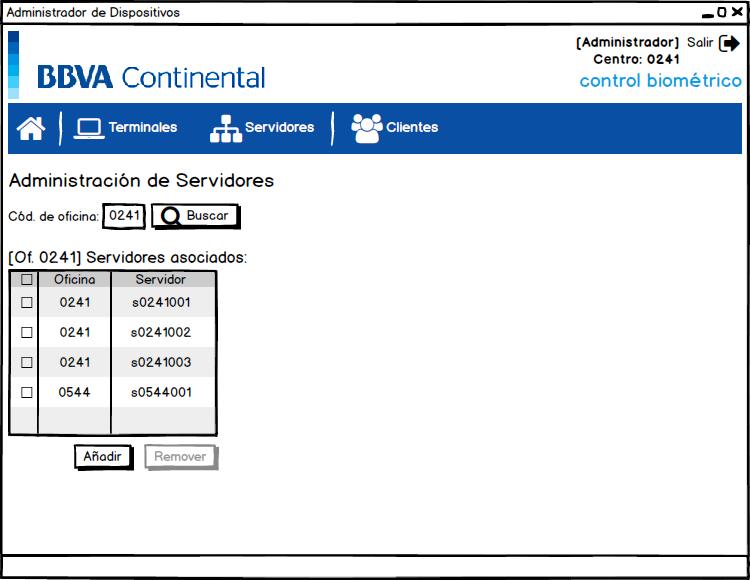 Administrador de Dispositivos
[Administrador] Salir
Centro: 0241
BBVA Continental
control biométrico
Terminales Servidores Clientes
Administración de Servidores
Cód. de oficina: 0241 Buscar
[Of. 0241] Servidores asociados:
Oficina Servidor
0241 s0241001
0241 s0241002
0241 s0241003
0544 s0544001
Añadir Remover